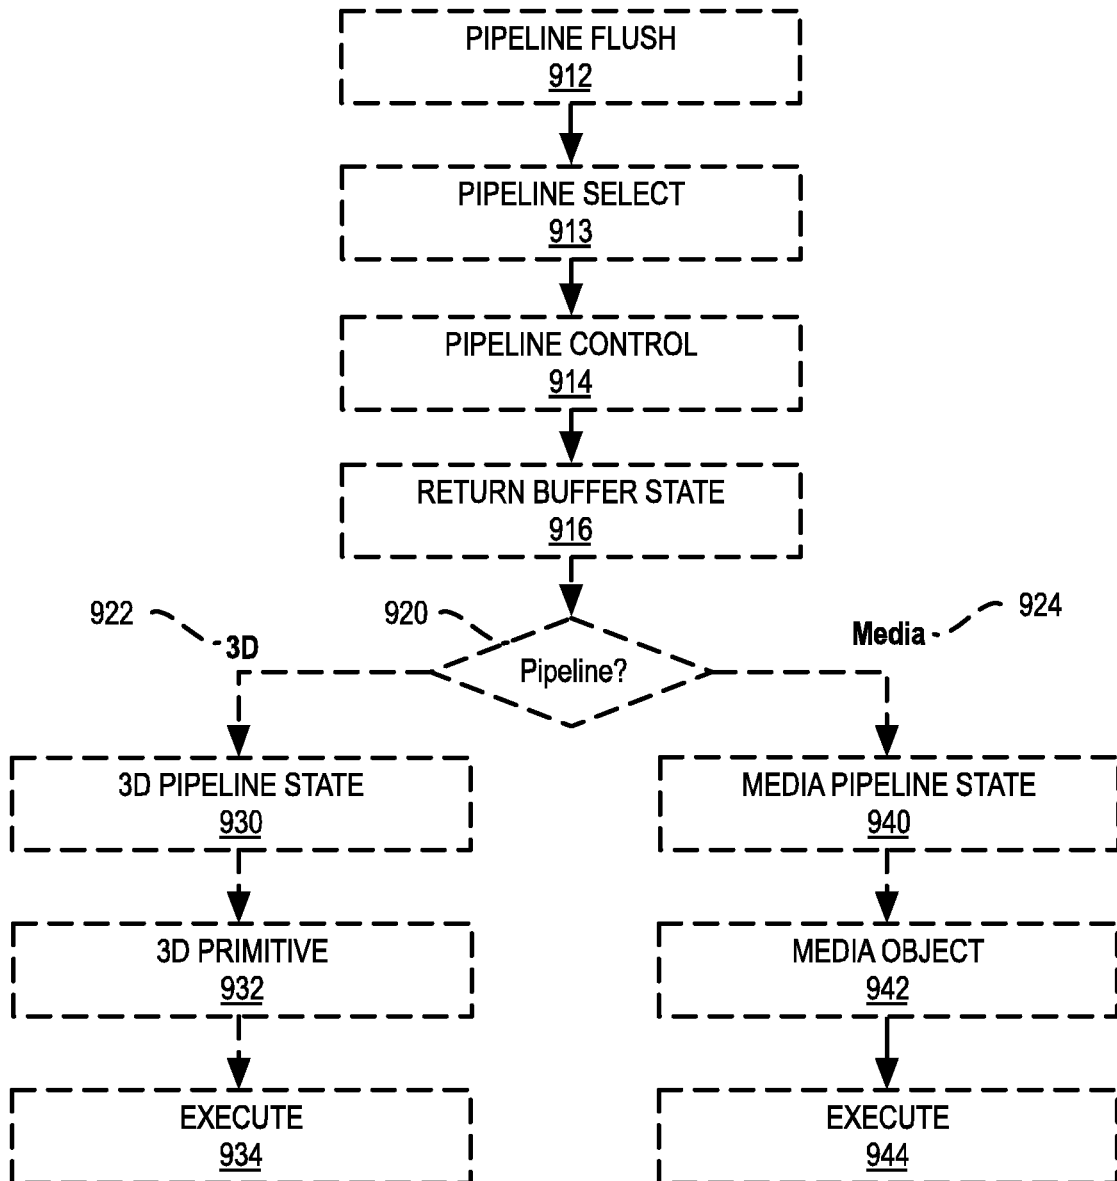 PIPELINE FLUSH
912
PIPELINE SELECT
913
PIPELINE CONTROL
914
RETURN BUFFER STATE
916
922
920
924
3D
Media
Pipeline?
3D PIPELINE STATE
930
MEDIA PIPELINE STATE
940
3D PRIMITIVE
932
MEDIA OBJECT
942
EXECUTE
934
EXECUTE
944